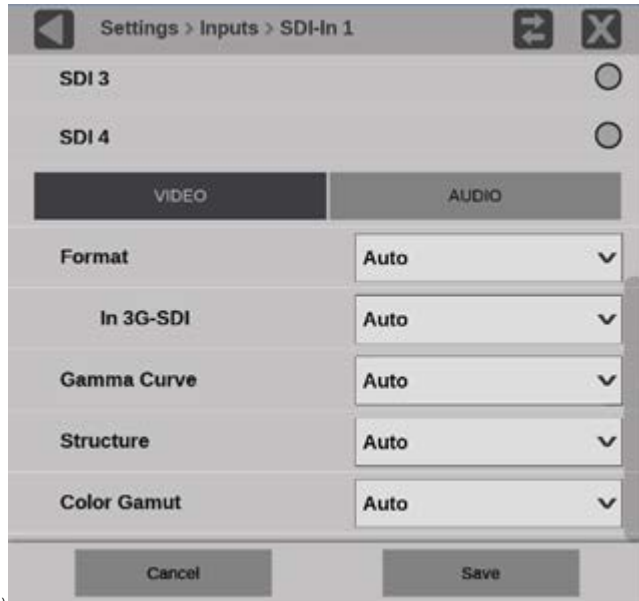 Settings > Inputs > SDI-In 1
SDI 3
SDI 4
VIDEO AUDIO
Format Auto
In 3G-SDI Auto
Gamma Curve Auto
Structure Auto
Color Gamut Auto
Cancel Save
)